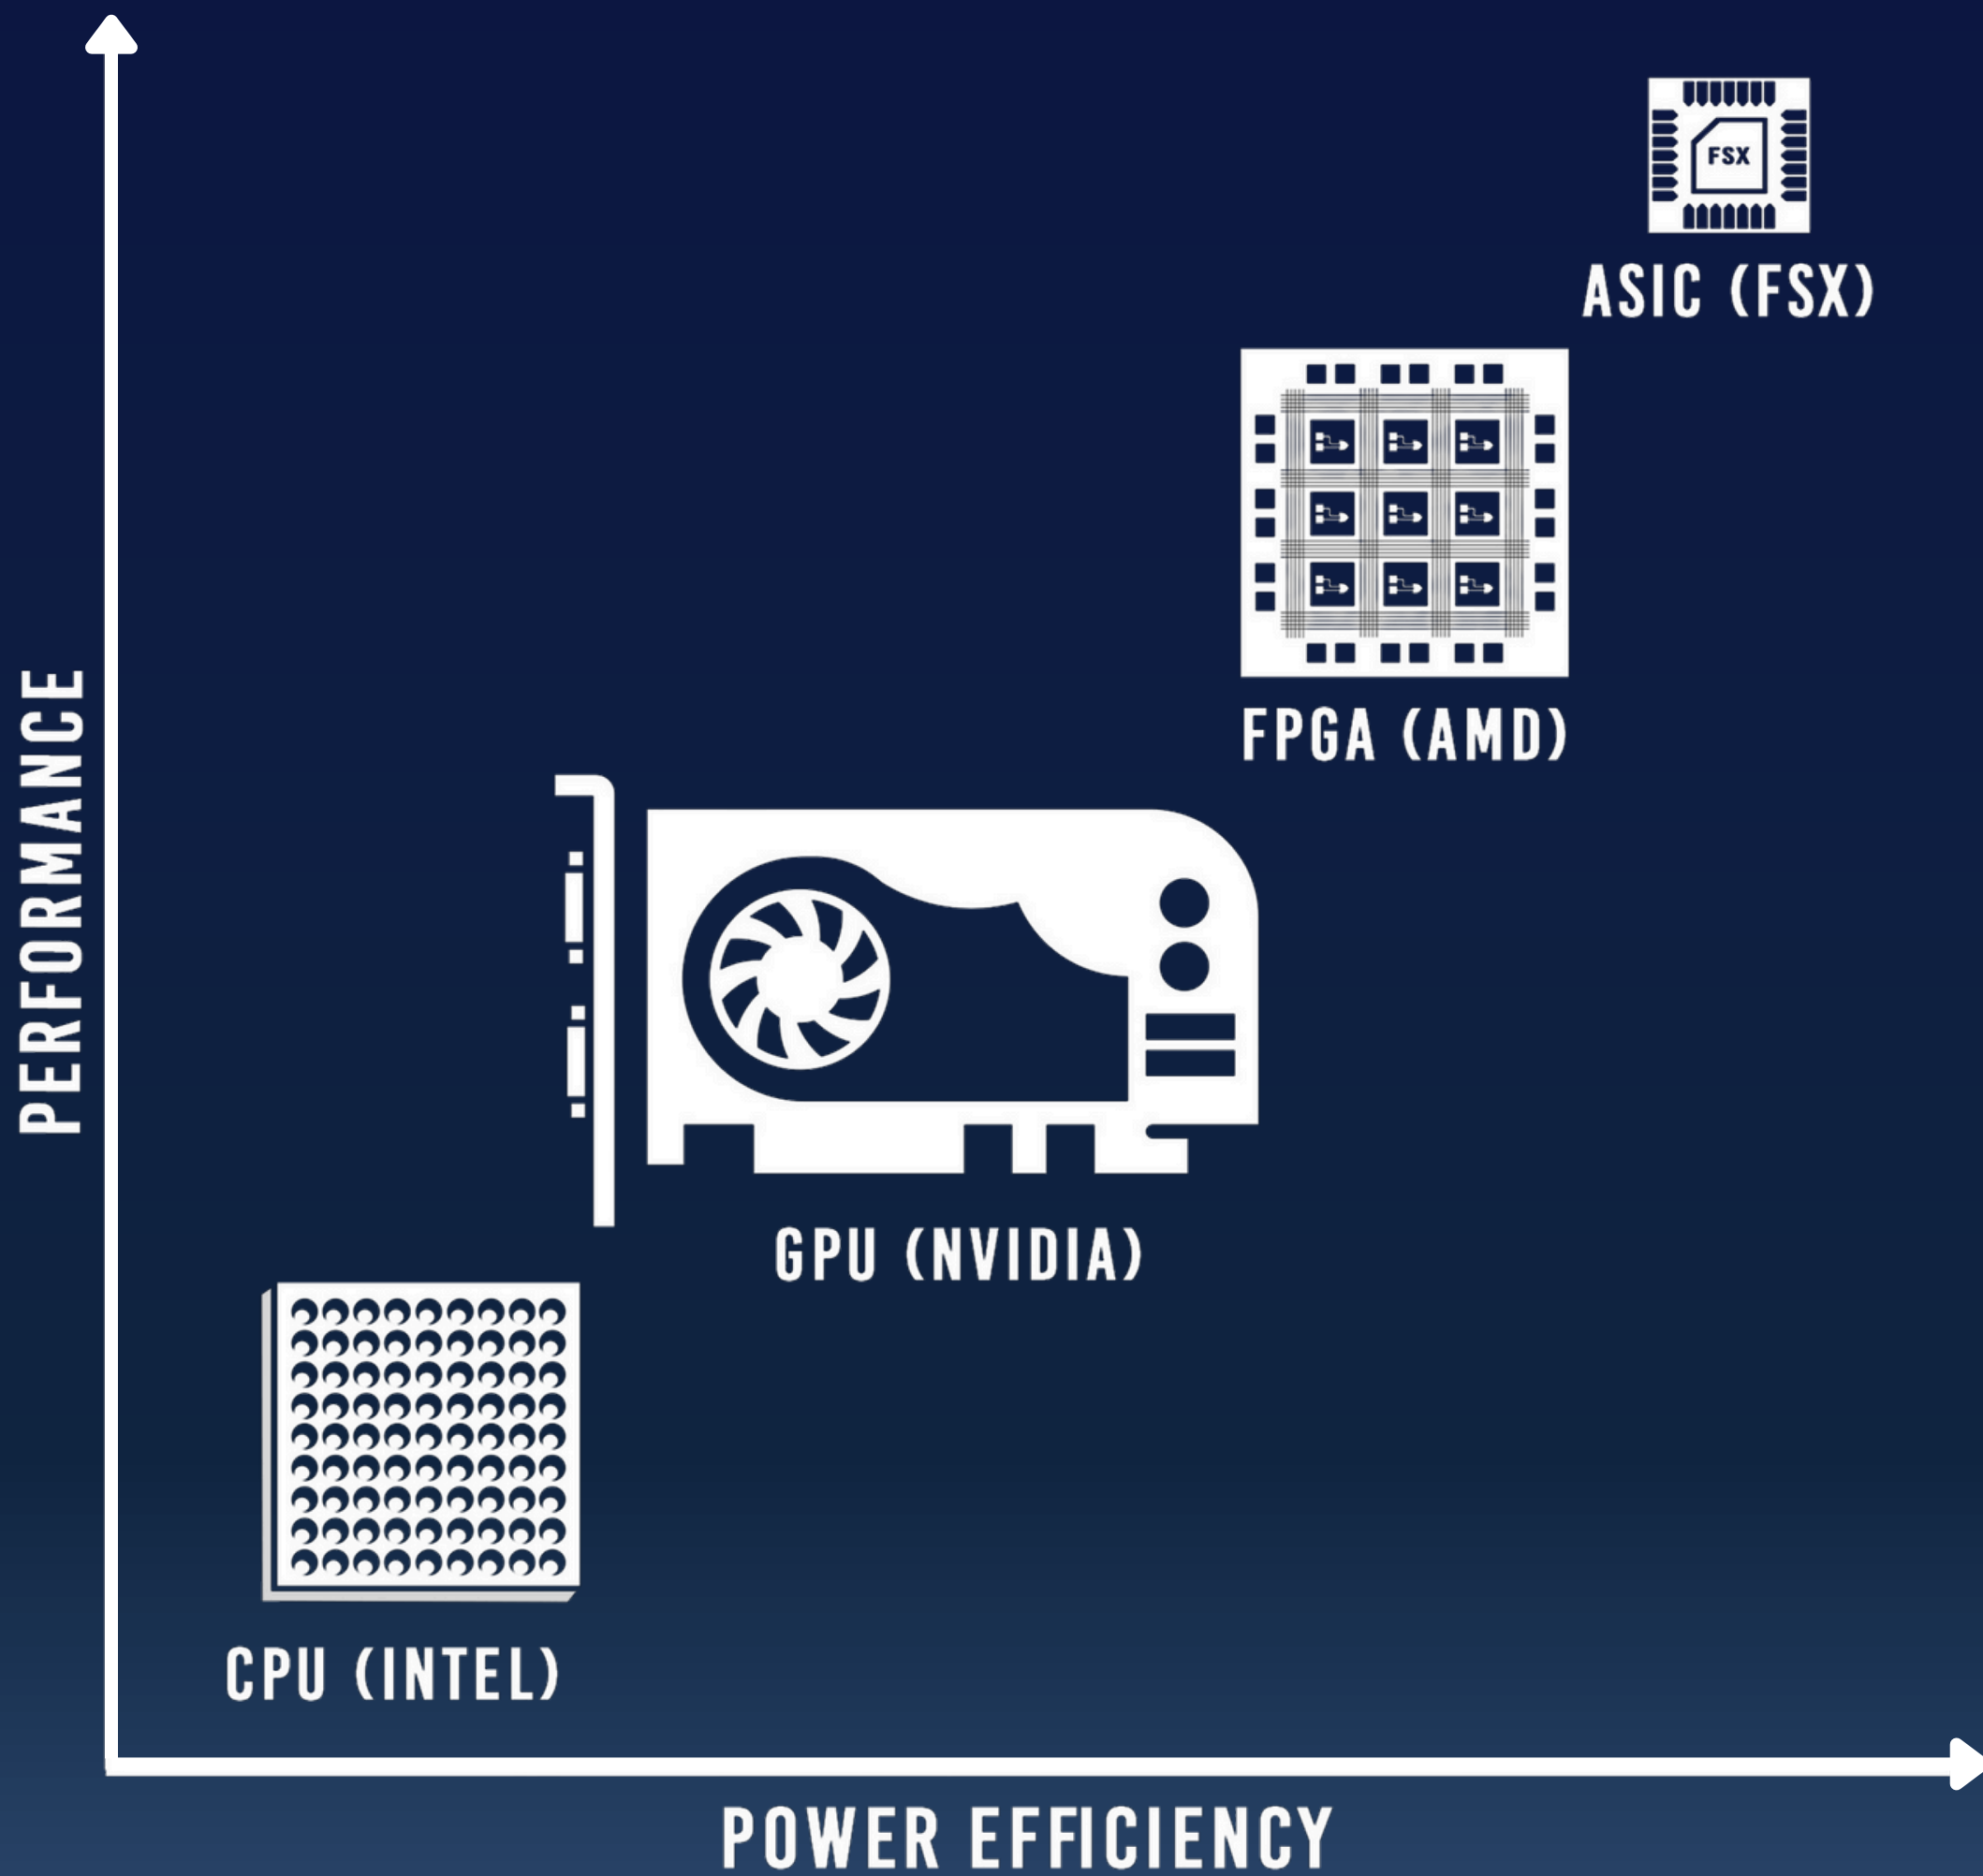 FSX
ASIC (FSX)
FPGA (AMD)
PERFORMANCE
GPU (NVIDIA)
CPU (INTEL)
POWER EFFICIENCY